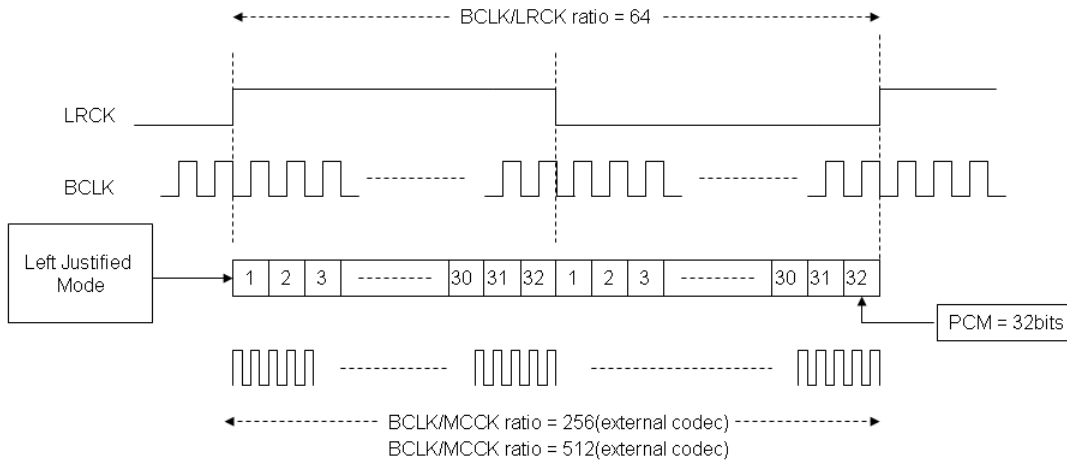 BCLK/LRCK ratio = 64
LRCK
BCLK
Left Justified
Mode
1 2 3 30 31 32 1 2 3 30 31 32
PCM = 32bits
BCLK/MCCK ratio = 256(external codec)
BCLK/MCCK ratio = 512(external codec)